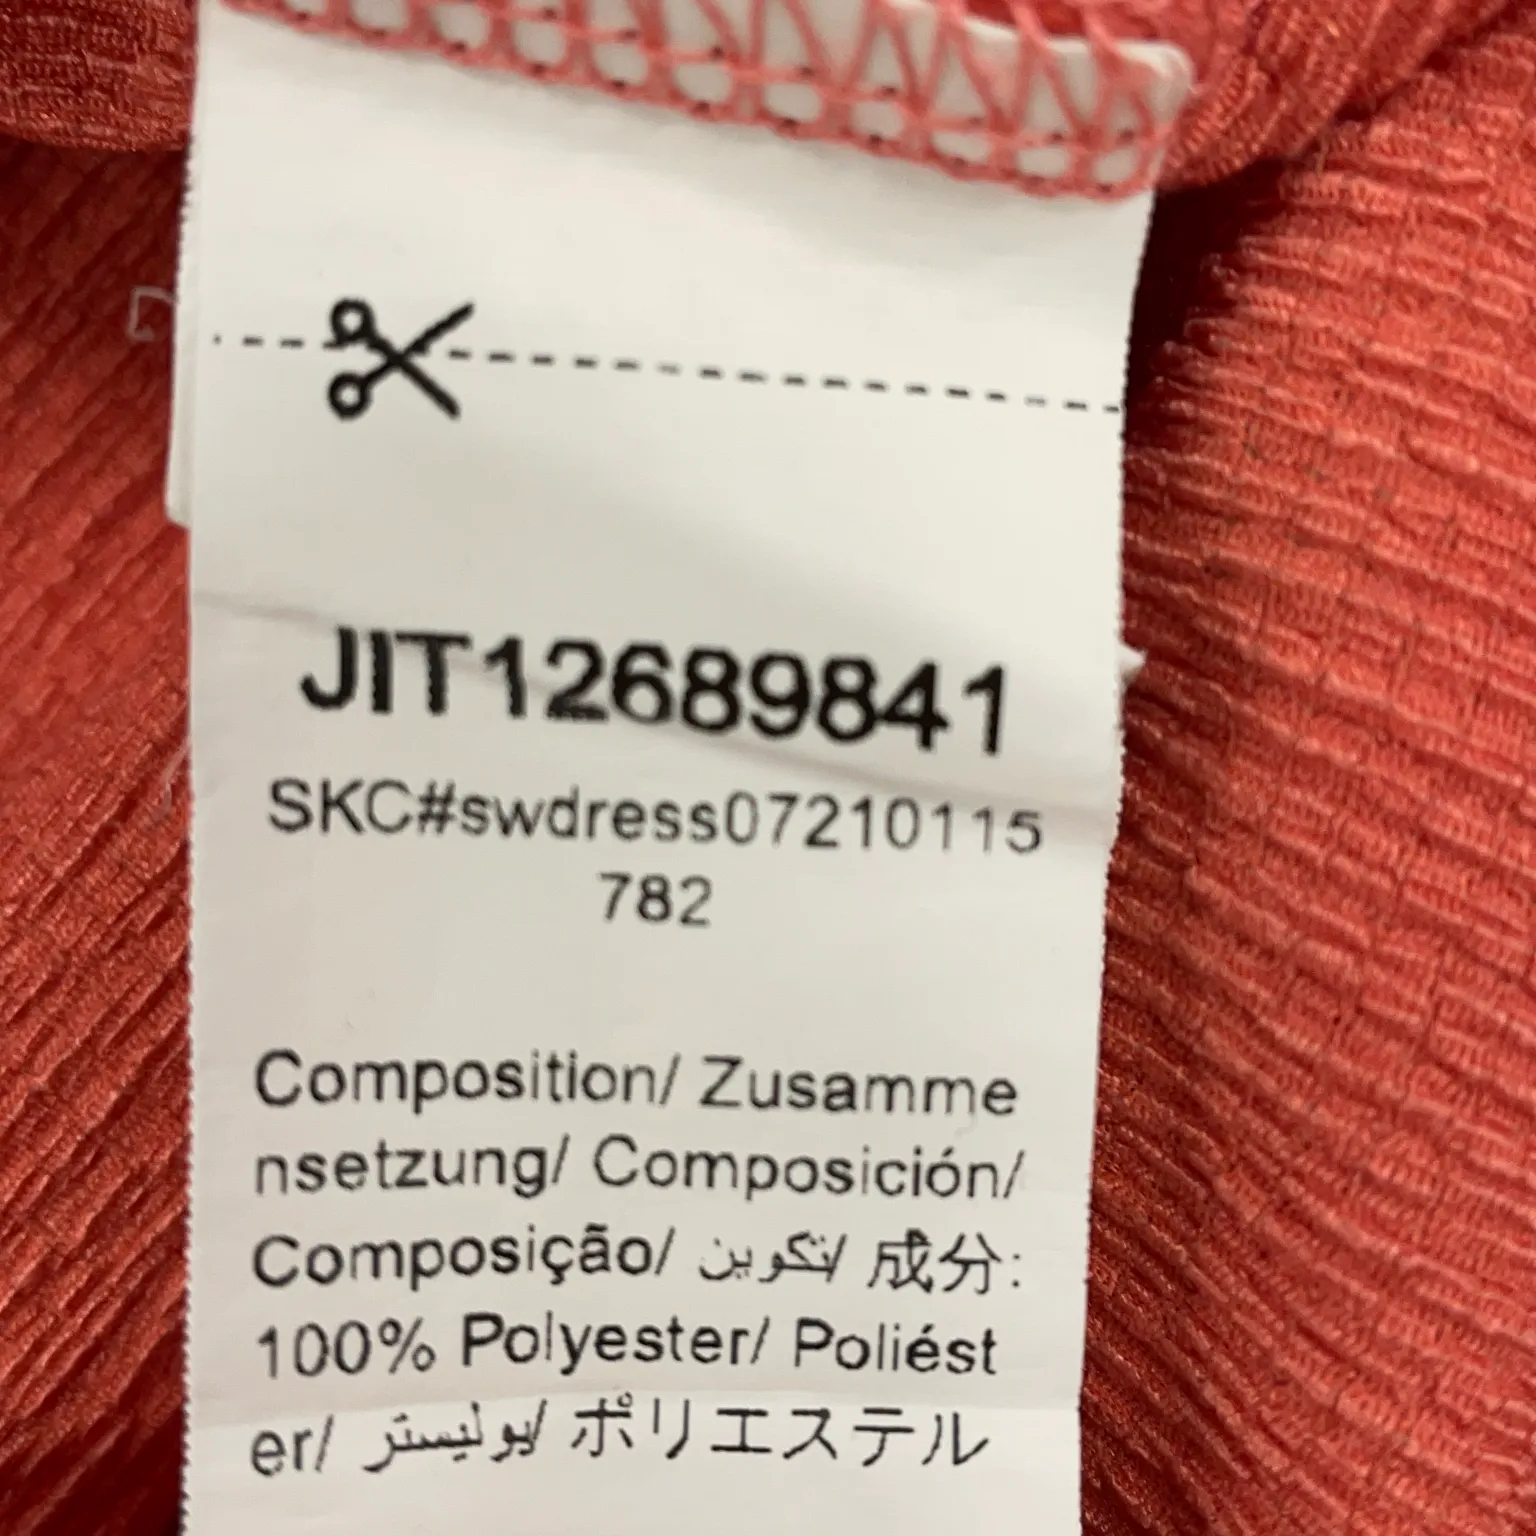 JIT12689841
SKC#swdress07210115
782
Composition/ Zusamme
nsetzung/ Composición/
Composição/ تكوين/ 成分:
100% Polyester/ Poliést
er/ بوليستر/ ポリエステル